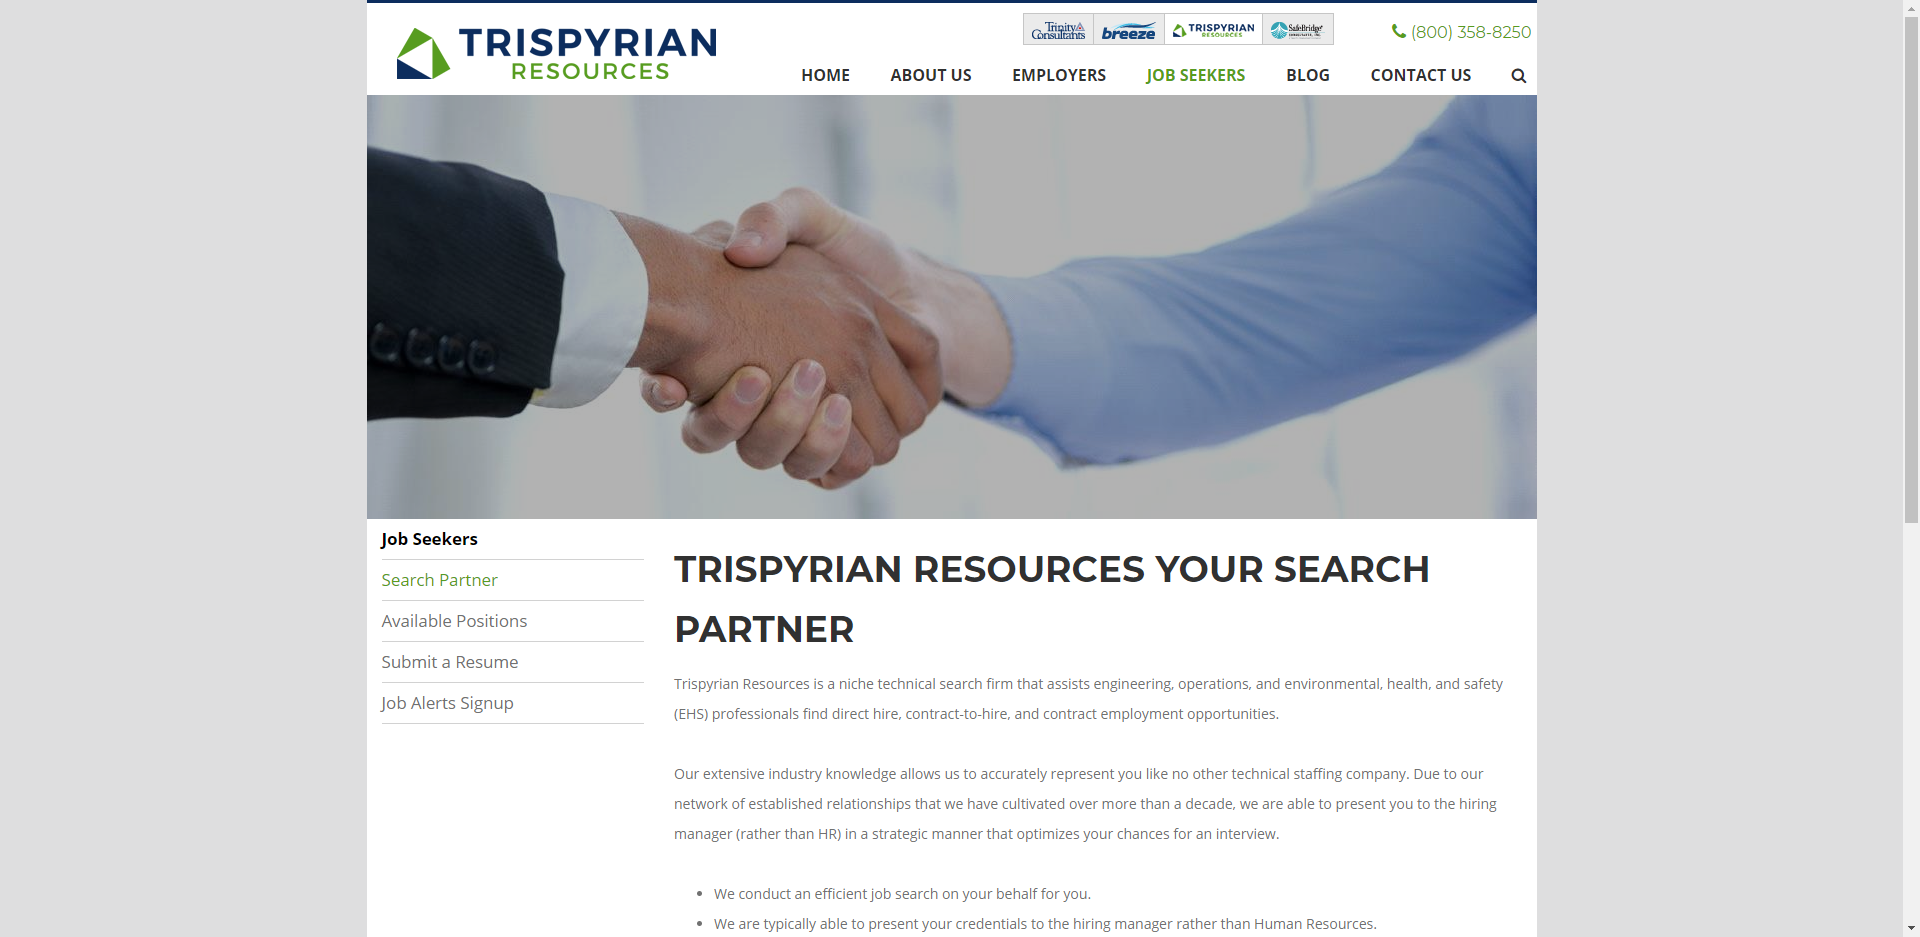 TRISPYRIAN
RESOURCES
Trinity
Consultants
breeze
TRISPYRIAN
RESOURCES
SafeBridge
(800) 358-8250
HOME ABOUT US EMPLOYERS JOB SEEKERS BLOG CONTACT US
Job Seekers
Search Partner
Available Positions
Submit a Resume
Job Alerts Signup
TRISPYRIAN RESOURCES YOUR SEARCH
PARTNER
Trispyrian Resources is a niche technical search firm that assists engineering, operations, and environmental, health, and safety
(EHS) professionals find direct hire, contract-to-hire, and contract employment opportunities.
Our extensive industry knowledge allows us to accurately represent you like no other technical staffing company. Due to our
network of established relationships that we have cultivated over more than a decade, we are able to present you to the hiring
manager (rather than HR) in a strategic manner that optimizes your chances for an interview.
• We conduct an efficient job search on your behalf for you.
• We are typically able to present your credentials to the hiring manager rather than Human Resources.